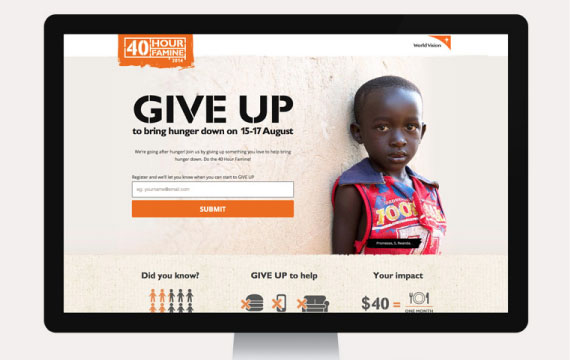 40 HOUR
FAMINE
2014
World Vision
GIVE UP
to bring hunger down on 15-17 August
We're going after hunger! Join us by giving up something you love to help bring
hunger down. Do the 40 Hour Famine!
Register and we'll let you know when you can start to GIVE UP
eg. yourname@email.com
SUBMIT
Promesse, 5, Rwanda
Did you know?
GIVE UP to help
Your impact
$40 =
ONE MONTH